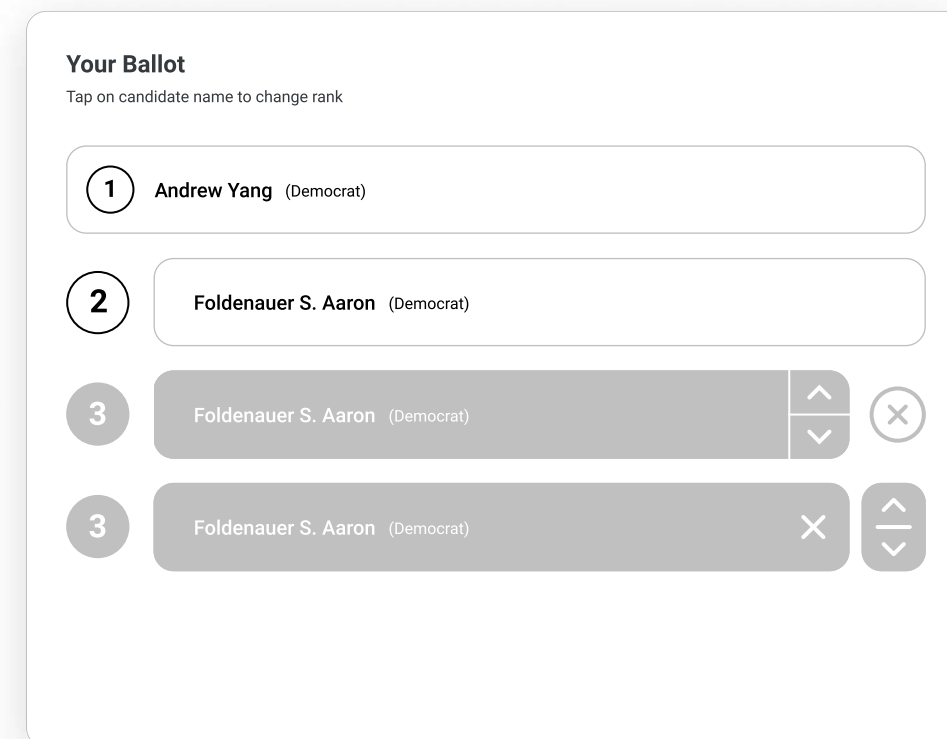 Your Ballot
Tap on candidate name to change rank
1 Andrew Yang (Democrat)
2 Foldenauer S. Aaron (Democrat)
3 Foldenauer S. Aaron (Democrat)
3 Foldenauer S. Aaron (Democrat)